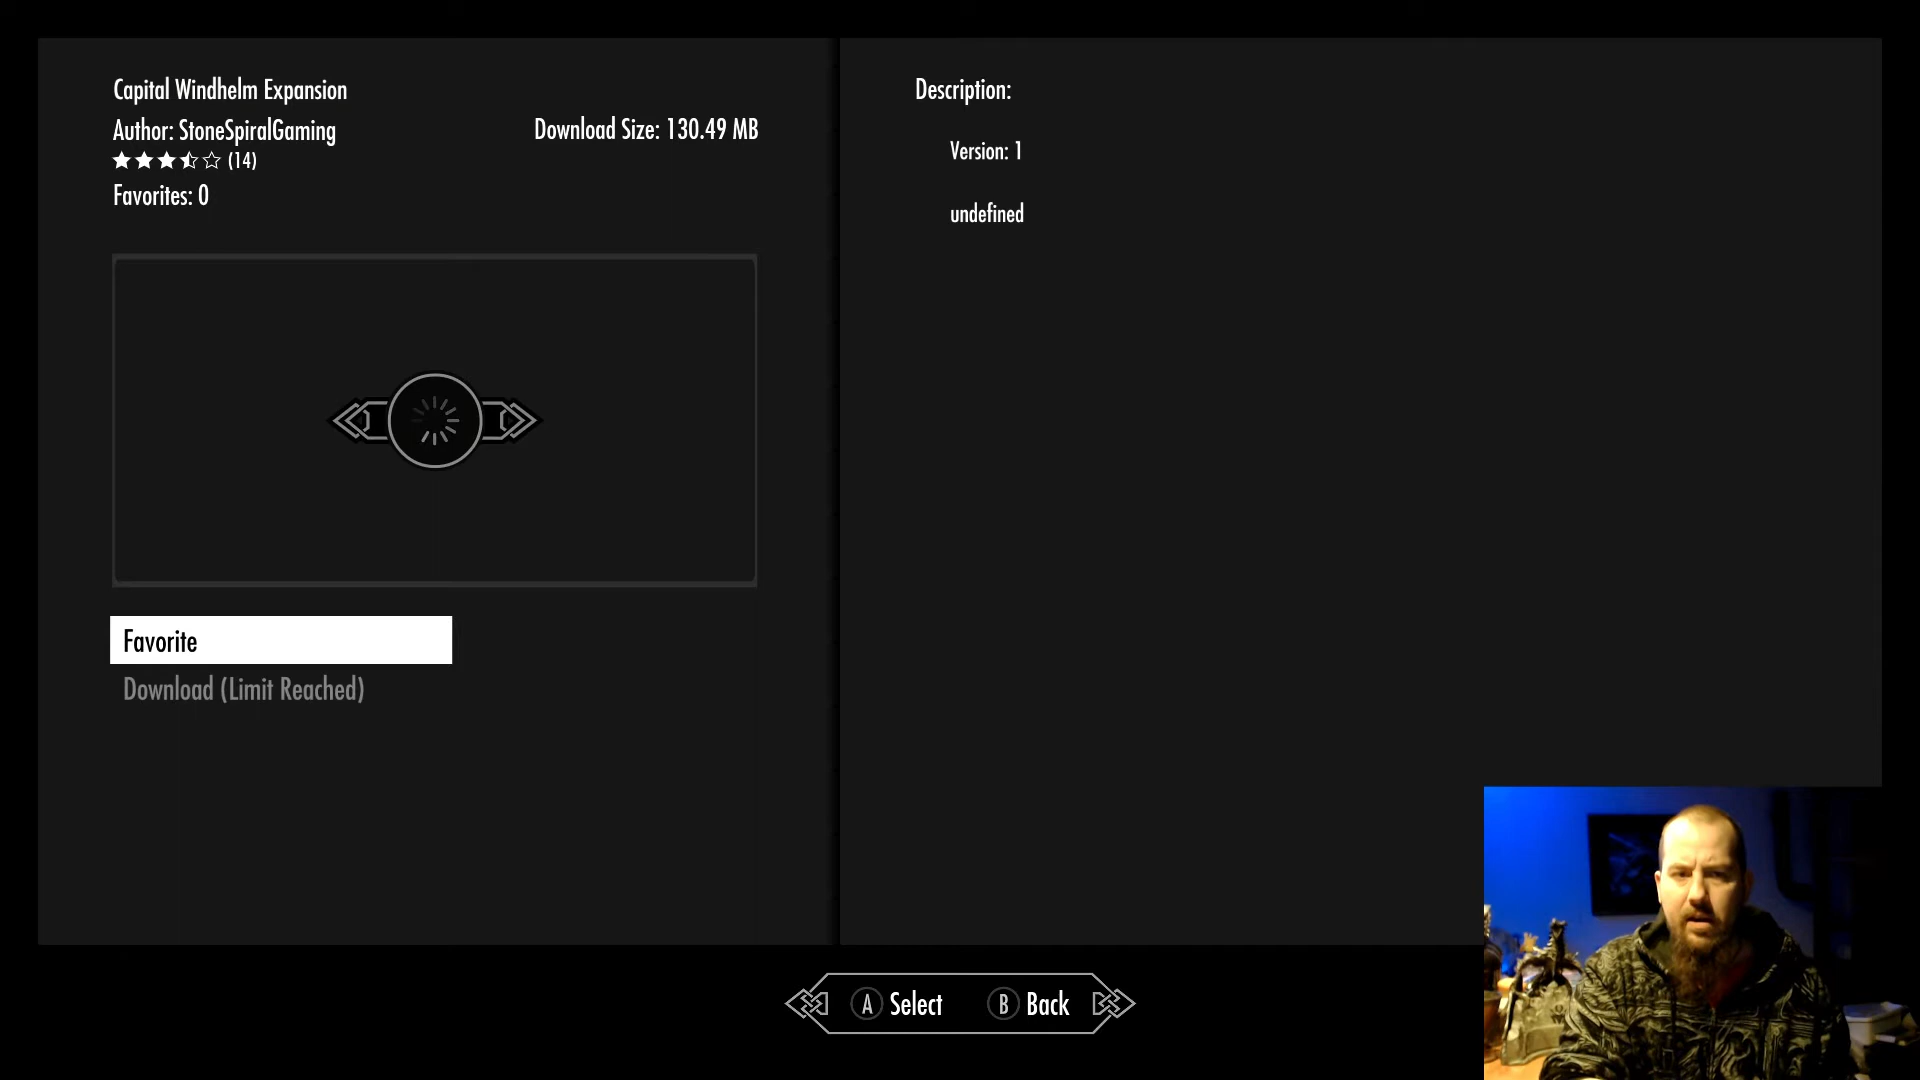 Capital Windhelm Expansion
Author: StoneSpiralGaming
Download Size: 130.49 MB
(14)
Favorites: 0
Favorite
Download (Limit Reached)
Description:
Version: 1
undefined
A Select B Back